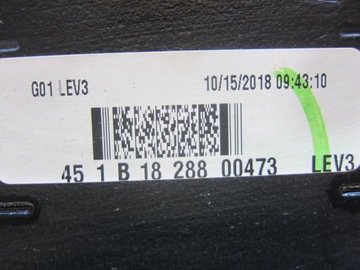 G01 LEV3 10/15/2018 09:43:10
45 1 B 18 288 00473 LEV3